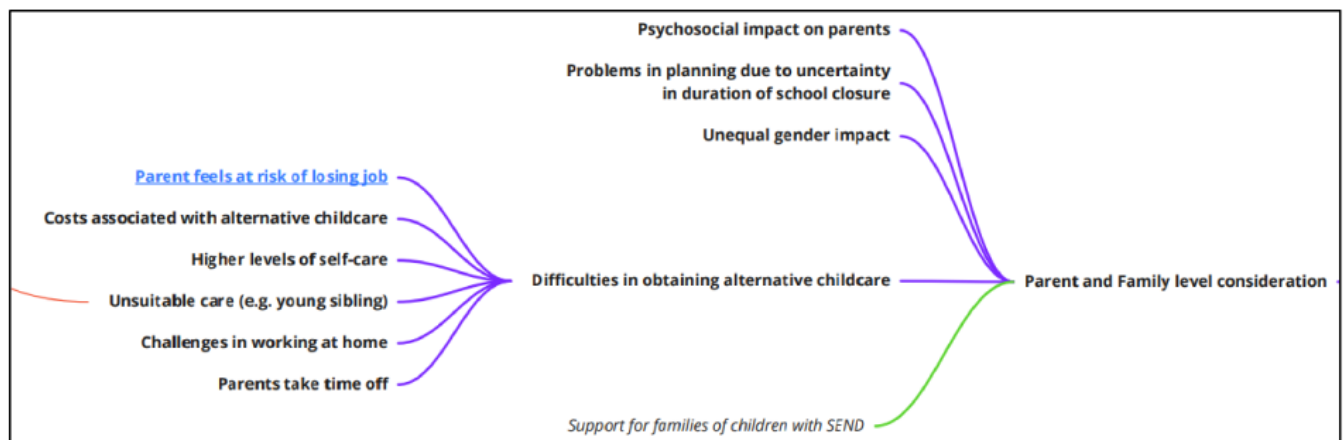 Psychosocial impact on parents
Problems in planning due to uncertainty
in duration of school closure
Unequal gender impact
Parent feels at risk of losing job
Costs associated with alternative childcare
Higher levels of self-care
Unsuitable care (e.g. young sibling)
Challenges in working at home
Parents take time off
Difficulties in obtaining alternative childcare
Parent and Family level consideration
Support for families of children with SEND